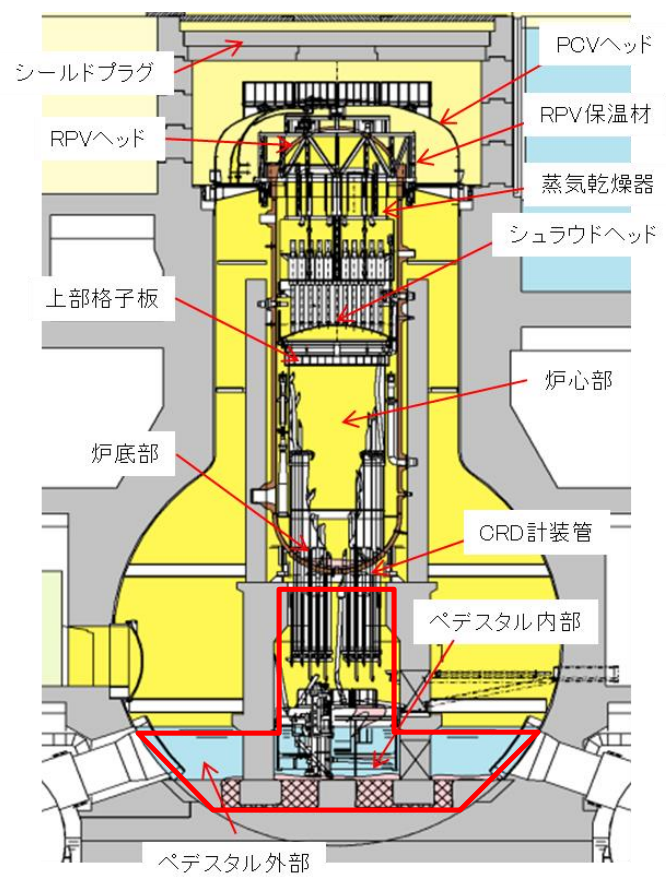 PCVヘッド
シールドプラグ
RPV保温材
RPVヘッド
蒸気乾燥器
シュラウドヘッド
上部格子板
炉心部
炉底部
CRD計装管
ペデスタル内部
ペデスタル外部